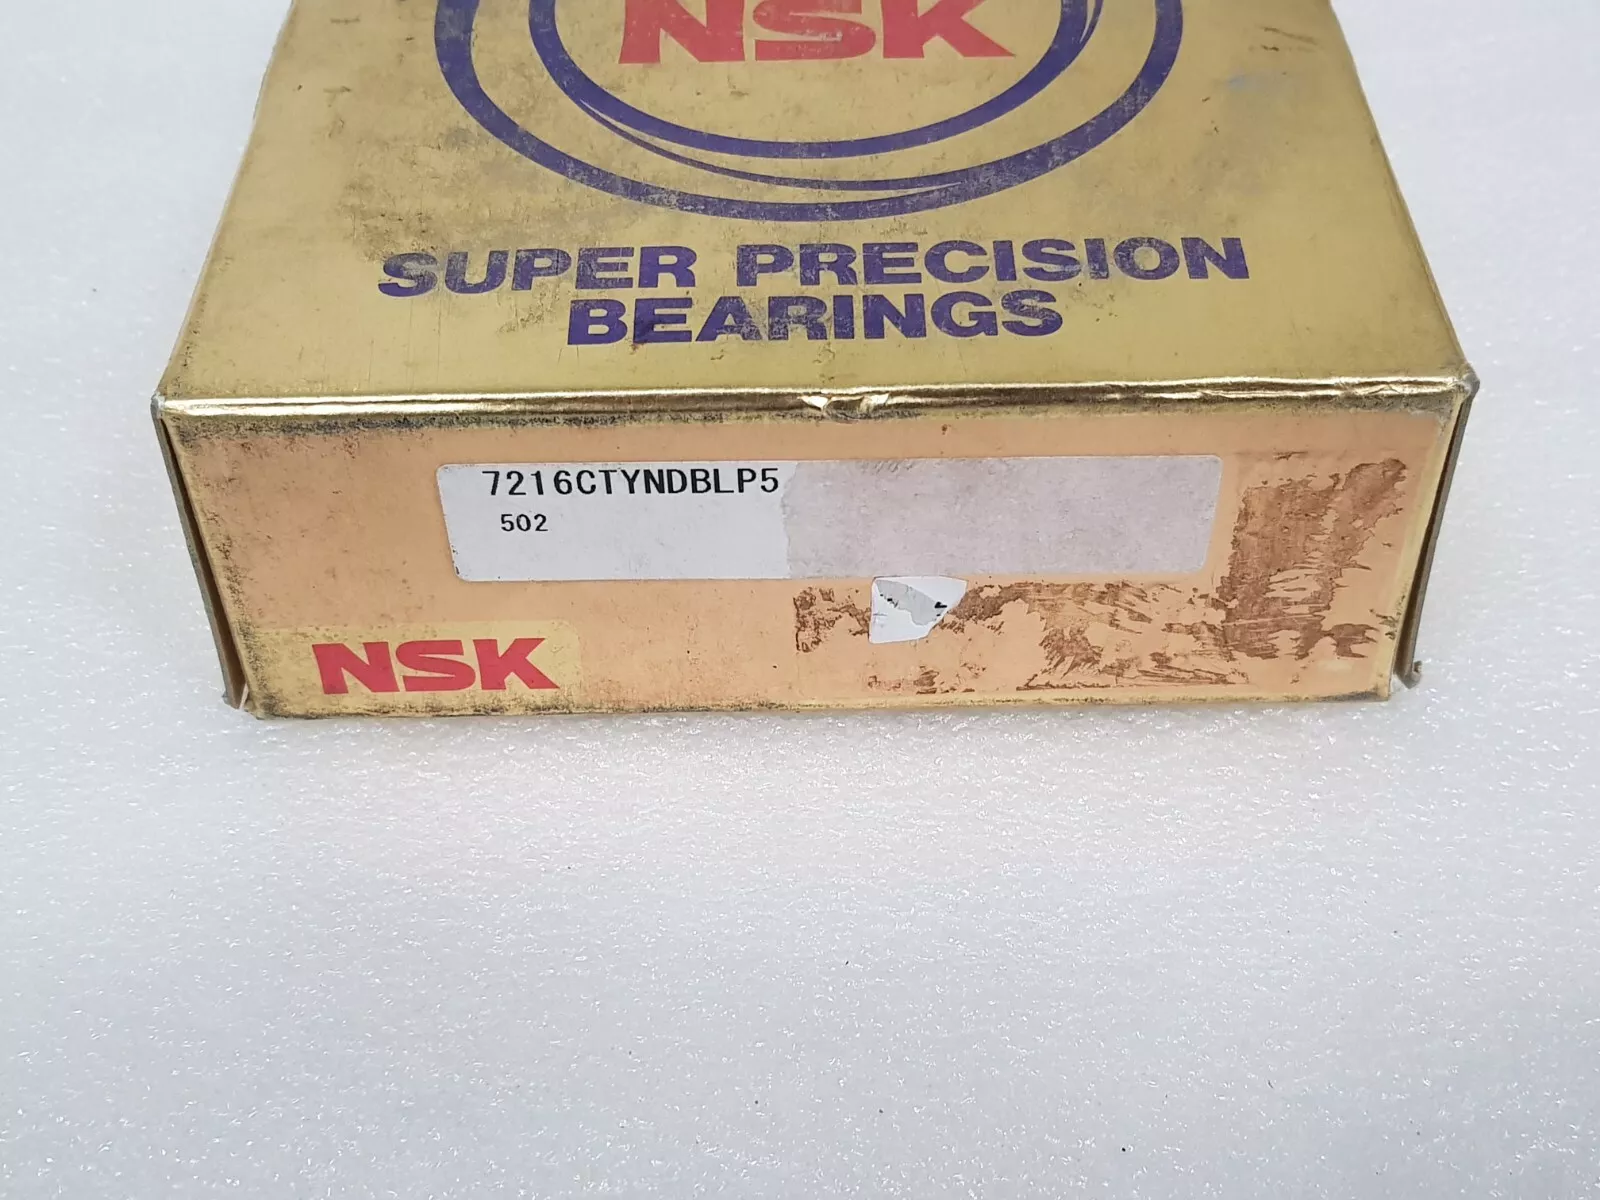 NSK
SUPER PRECISION
BEARINGS
7216CTYNDBLP5
502
NSK